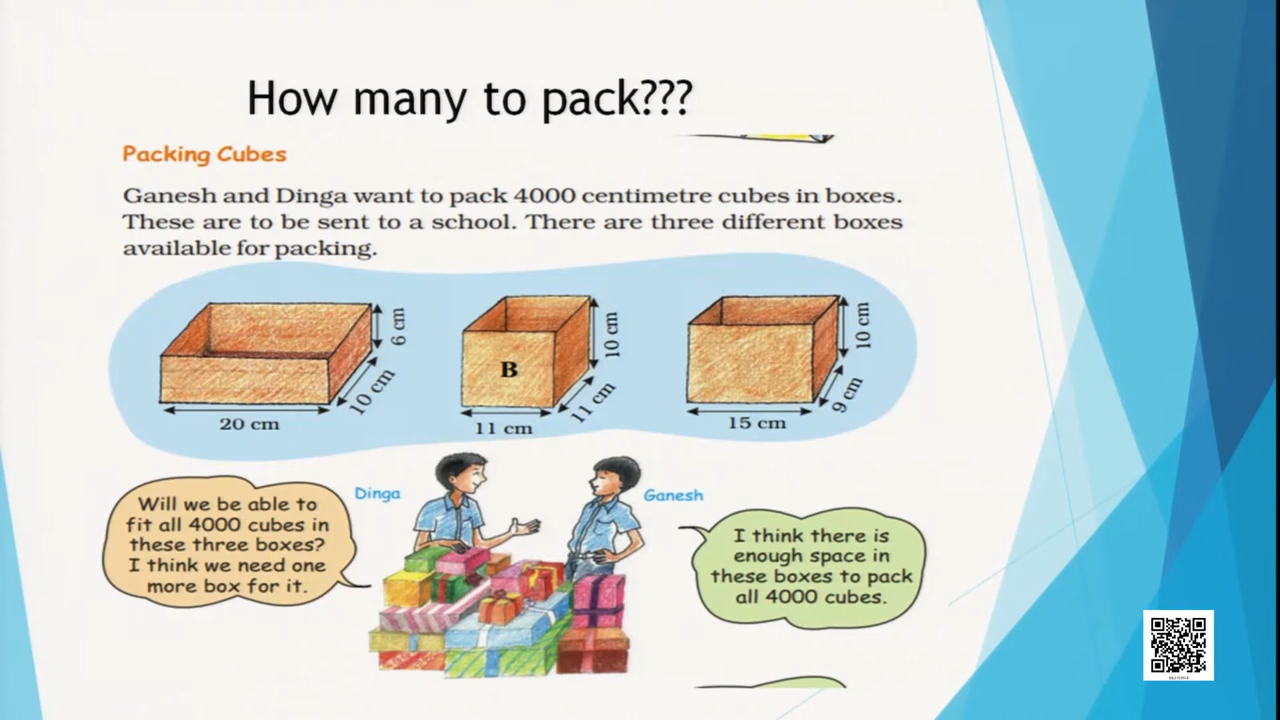 How many to pack???
Packing Cubes
Ganesh and Dinga want to pack 4000 centimetre cubes in boxes.
These are to be sent to a school. There are three different boxes
available for packing.
6 cm
10 cm
20 cm
B
10 cm
11 cm
11 cm
10 cm
9 cm
15 cm
Dinga
Ganesh
Will we be able to
fit all 4000 cubes in
these three boxes?
I think we need one
more box for it.
I think there is
enough space in
these boxes to pack
all 4000 cubes.